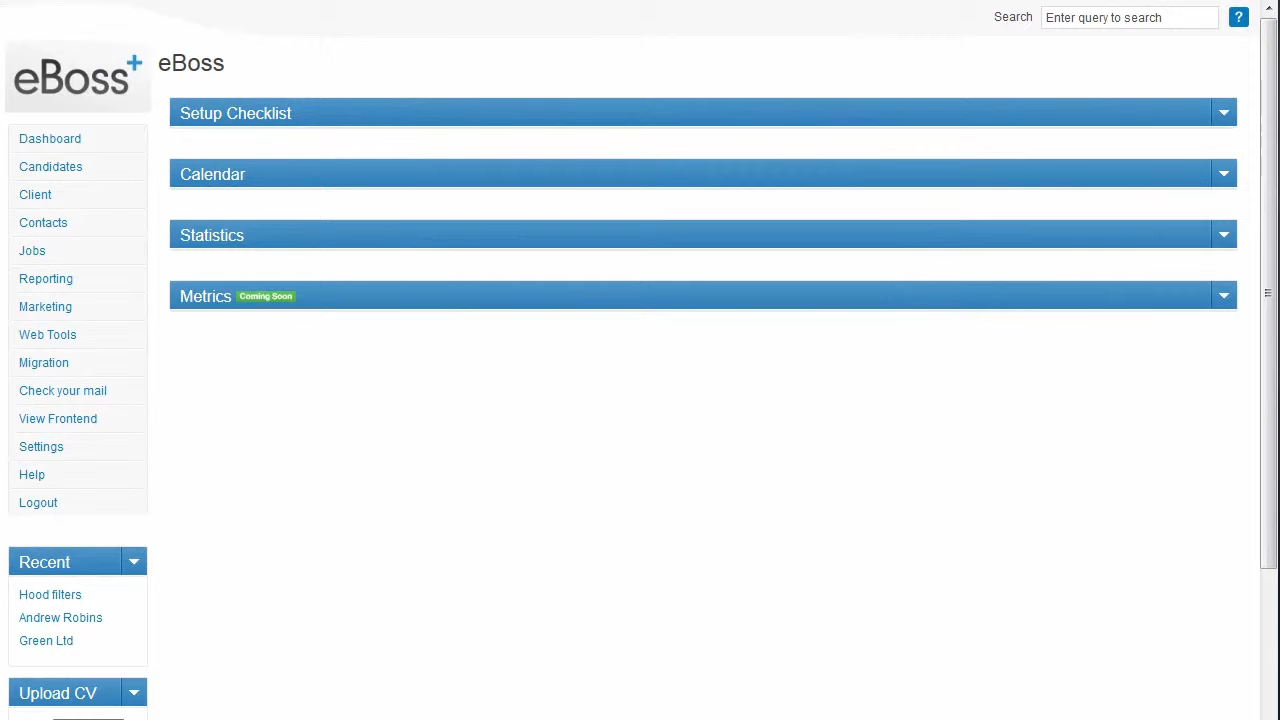 Search Enter query to search ?
eBoss+ eBoss
Setup Checklist
Calendar
Statistics
Metrics Coming Soon
Dashboard
Candidates
Client
Contacts
Jobs
Reporting
Marketing
Web Tools
Migration
Check your mail
View Frontend
Settings
Help
Logout
Recent
Hood filters
Andrew Robins
Green Ltd
Upload CV